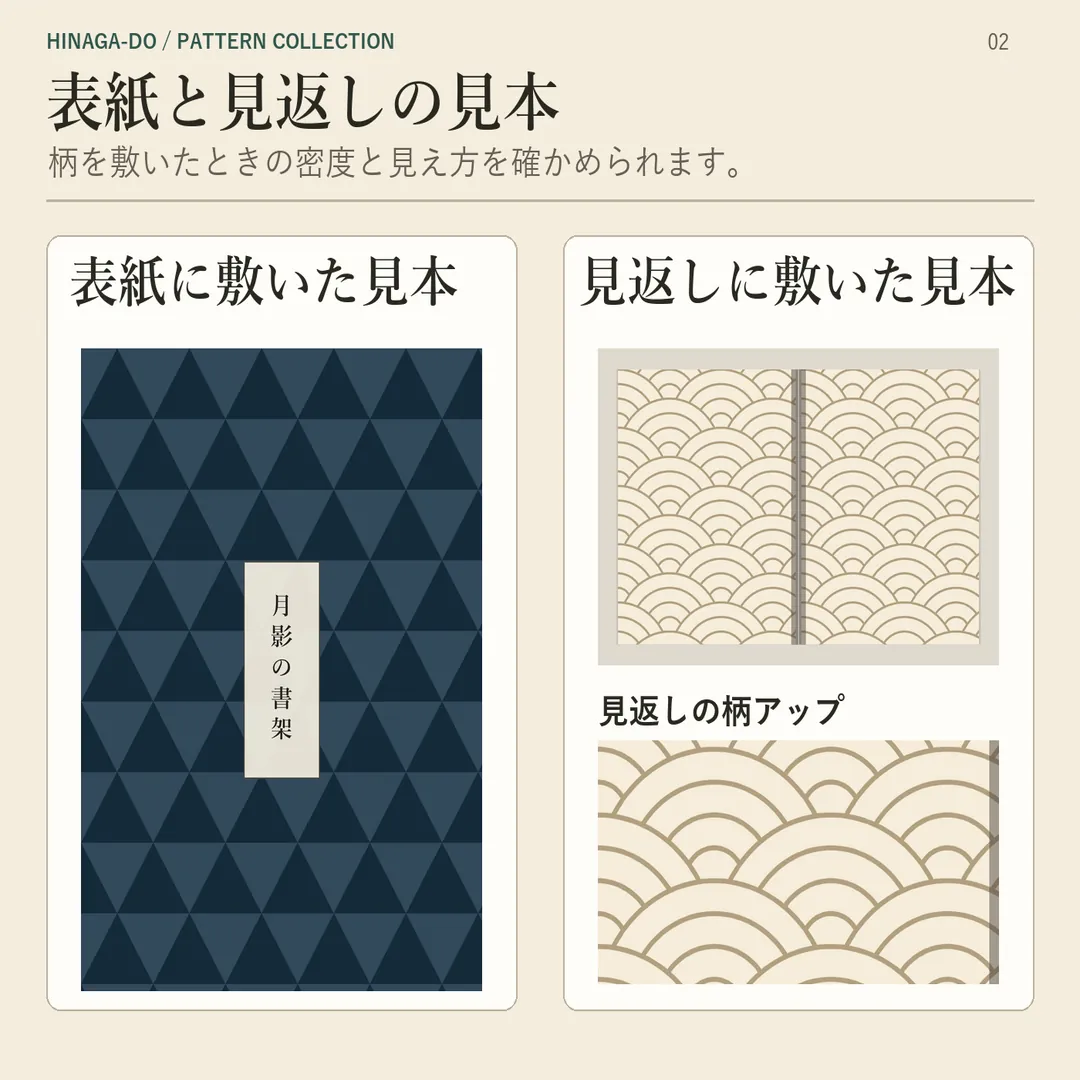 HINAGA-DO / PATTERN COLLECTION
02
表紙と見返しの見本
柄を敷いたときの密度と見え方を確かめられます。
表紙に敷いた見本
月影の書架
見返しに敷いた見本
見返しの柄アップ